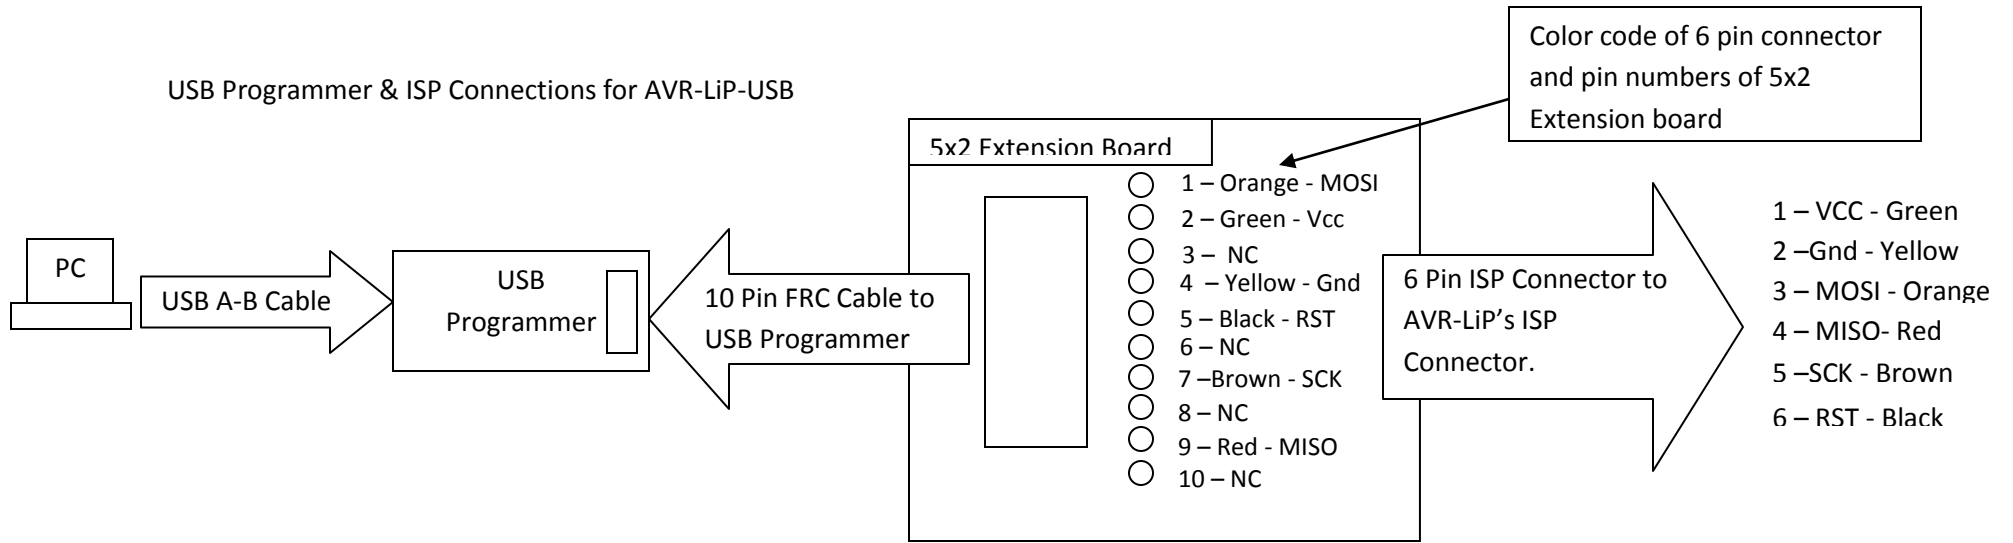 USB Programmer & ISP Connections for AVR-LiP-USB
Color code of 6 pin connector
and pin numbers of 5x2
Extension board
PC
USB A-B Cable
USB
Programmer
10 Pin FRC Cable to
USB Programmer
5x2 Extension Board
1 – Orange - MOSI
2 – Green - Vcc
3 – NC
4 – Yellow - Gnd
5 – Black - RST
6 – NC
7 –Brown - SCK
8 – NC
9 – Red - MISO
10 – NC
6 Pin ISP Connector to
AVR-LiP’s ISP
Connector.
1 – VCC - Green
2 –Gnd - Yellow
3 – MOSI - Orange
4 – MISO- Red
5 –SCK - Brown
6 – RST - Black